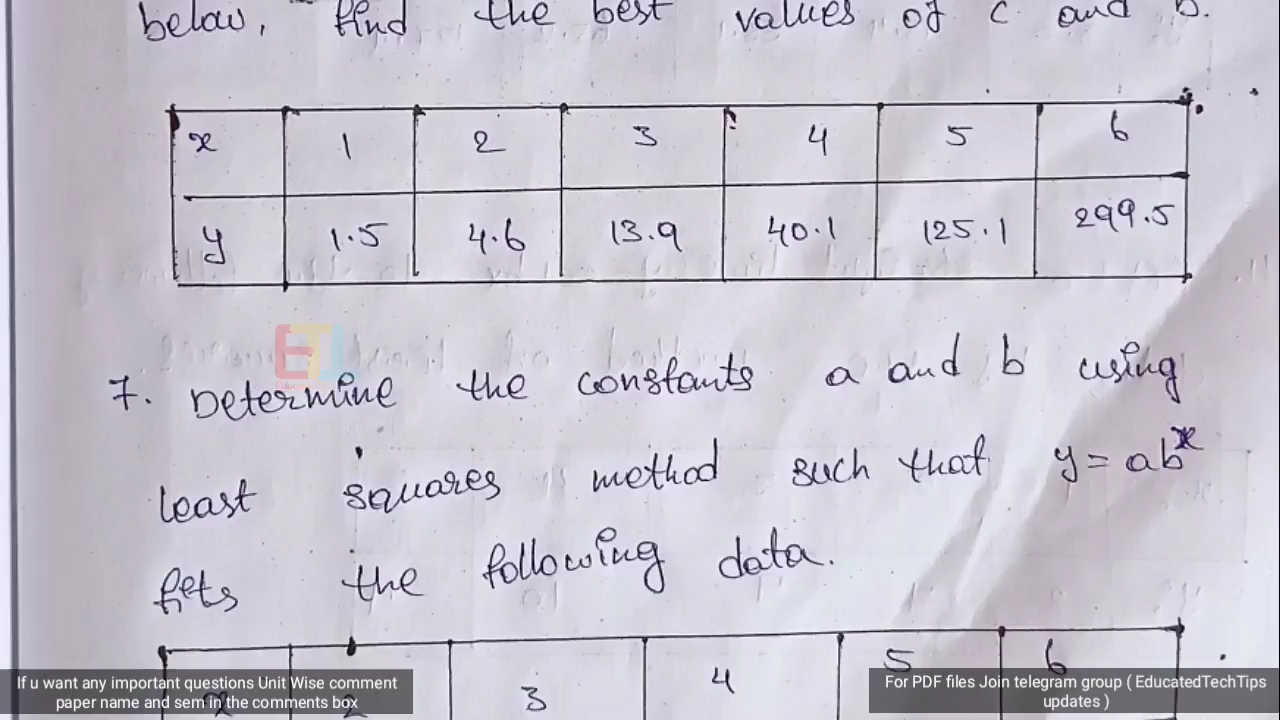 below, find the best values of c and b.
x 1 2 3 4 5 6
y 1.5 4.6 13.9 40.1 125.1 299.5
7. Determine the constants a and b using
least squares method such that y = ab^x
fits the following data.
x 2 3 4 5 6
If u want any important questions Unit Wise comment
paper name and sem in the comments box
For PDF files Join telegram group ( EducatedTechTips
updates )